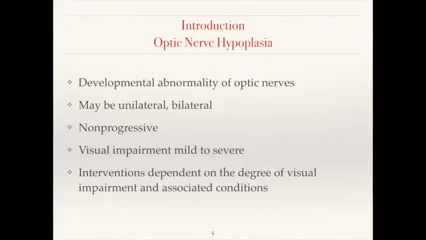 Introduction
Optic Nerve Hypoplasia
Developmental abnormality of optic nerves
May be unilateral, bilateral
Nonprogressive
Visual impairment mild to severe
Interventions dependent on the degree of visual
impairment and associated conditions
4